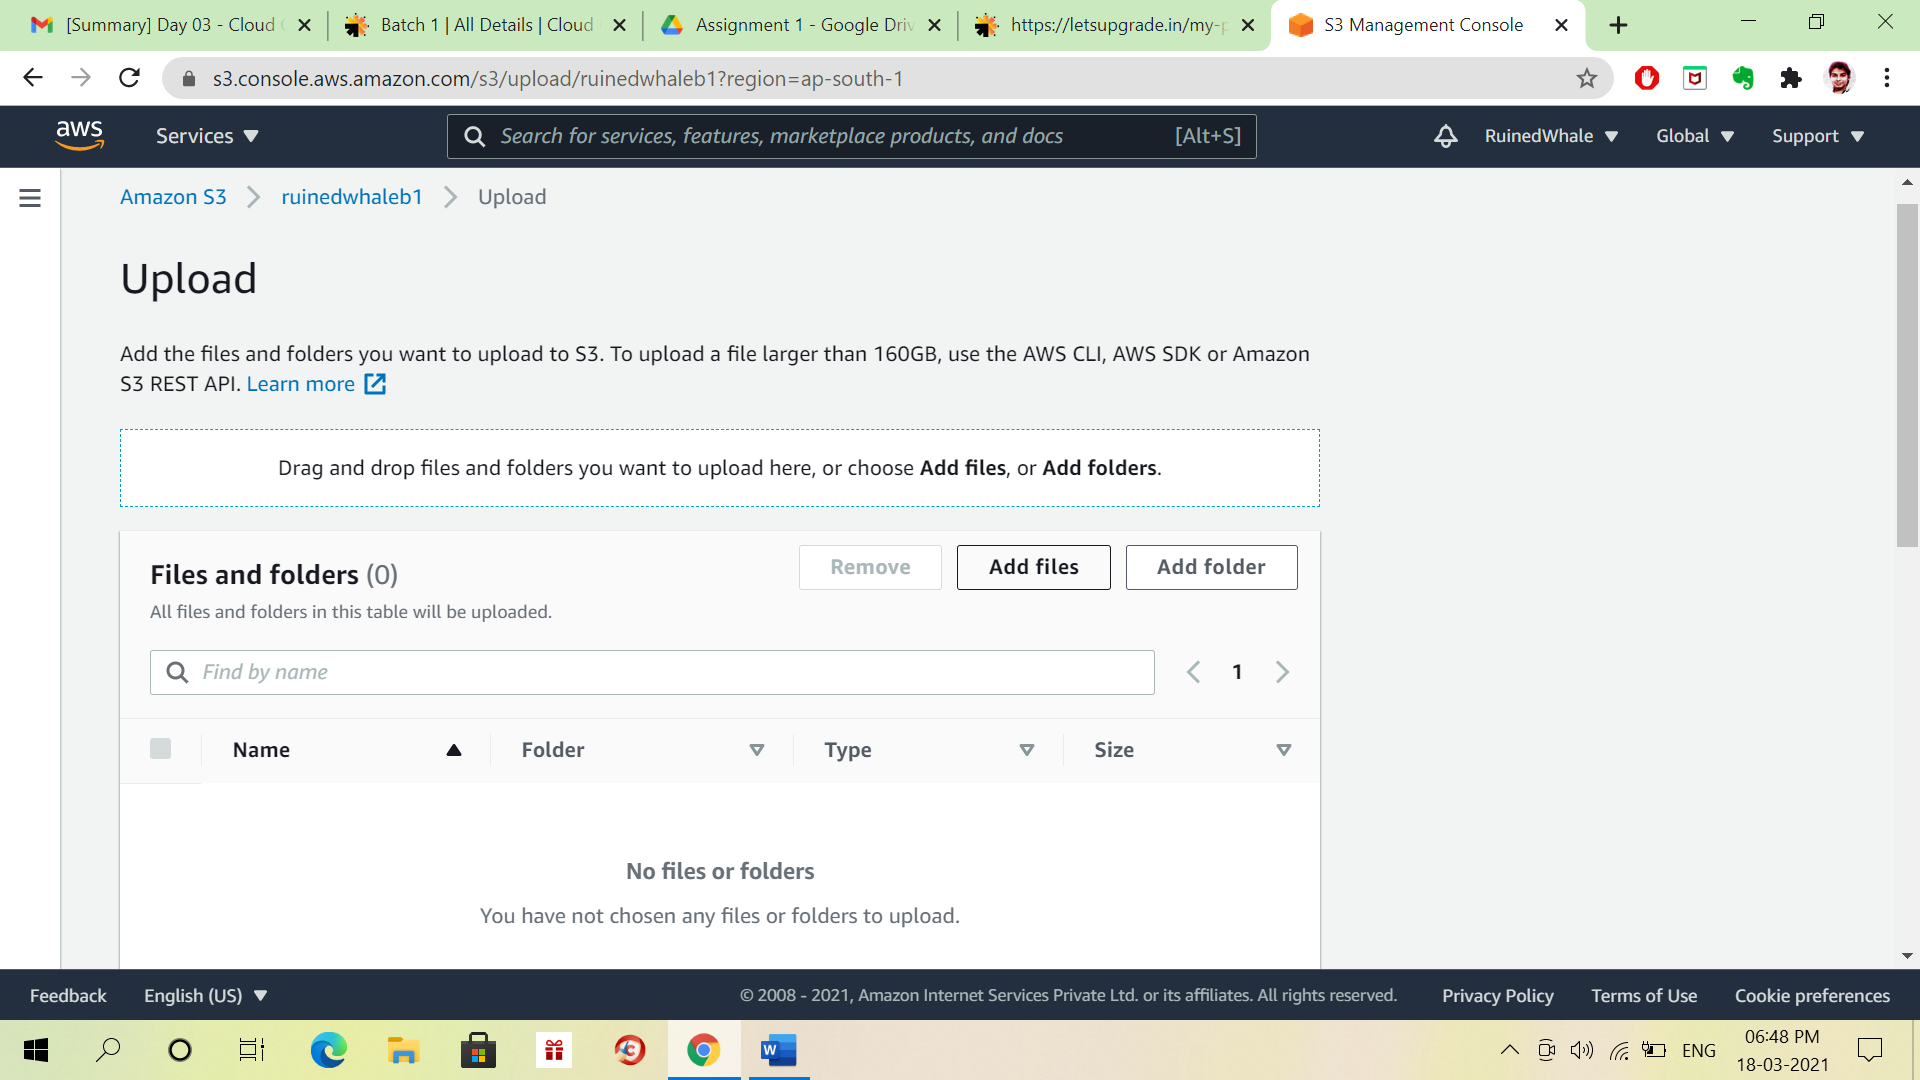 [Summary] Day 03 - Cloud
Batch 1 | All Details | Cloud
Assignment 1 - Google Driv
https://letsupgrade.in/my-p
S3 Management Console
s3.console.aws.amazon.com/s3/upload/ruinedwhaleb1?region=ap-south-1
aws
Services
Search for services, features, marketplace products, and docs
[Alt+S]
RuinedWhale
Global
Support
Amazon S3
ruinedwhaleb1
Upload
Upload
Add the files and folders you want to upload to S3. To upload a file larger than 160GB, use the AWS CLI, AWS SDK or Amazon
S3 REST API. Learn more
Drag and drop files and folders you want to upload here, or choose Add files, or Add folders.
Files and folders (0)
All files and folders in this table will be uploaded.
Remove
Add files
Add folder
Find by name
1
Name
Folder
Type
Size
No files or folders
You have not chosen any files or folders to upload.
Feedback
English (US)
© 2008 - 2021, Amazon Internet Services Private Ltd. or its affiliates. All rights reserved.
Privacy Policy
Terms of Use
Cookie preferences
ENG
06:48 PM
18-03-2021